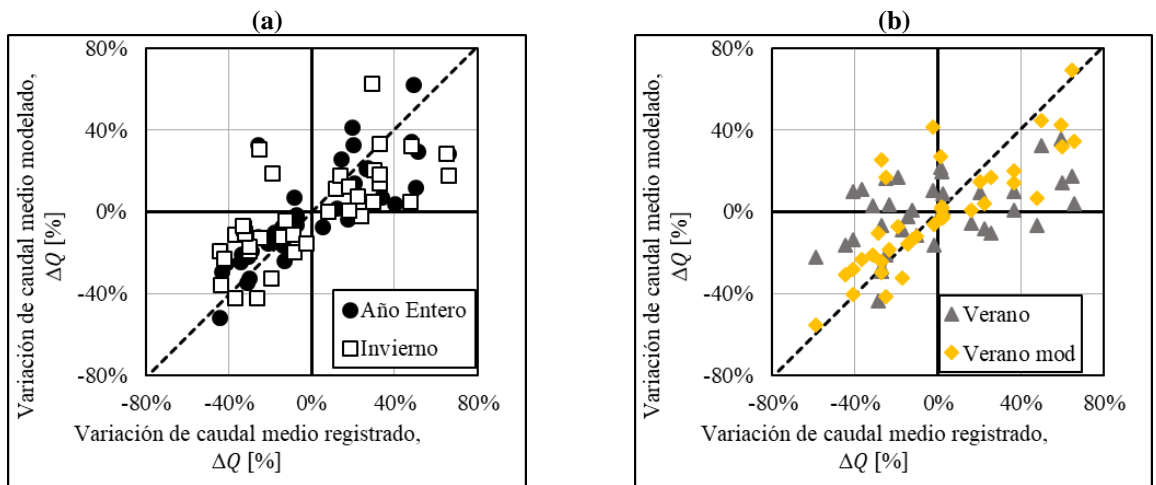 (a)
Variación de caudal medio modelado,
ΔQ [%]
80%
40%
0%
-40%
-80%
Año Entero
Invierno
-80% -40% 0% 40% 80%
Variación de caudal medio registrado,
ΔQ [%]
(b)
Variación de caudal medio modelado,
ΔQ [%]
80%
40%
0%
-40%
-80%
Verano
Verano mod
-80% -40% 0% 40% 80%
Variación de caudal medio registrado,
ΔQ [%]